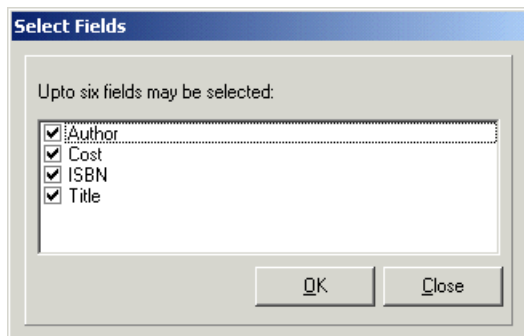 Select Fields
Upto six fields may be selected:
Author
Cost
ISBN
Title
OK
Close